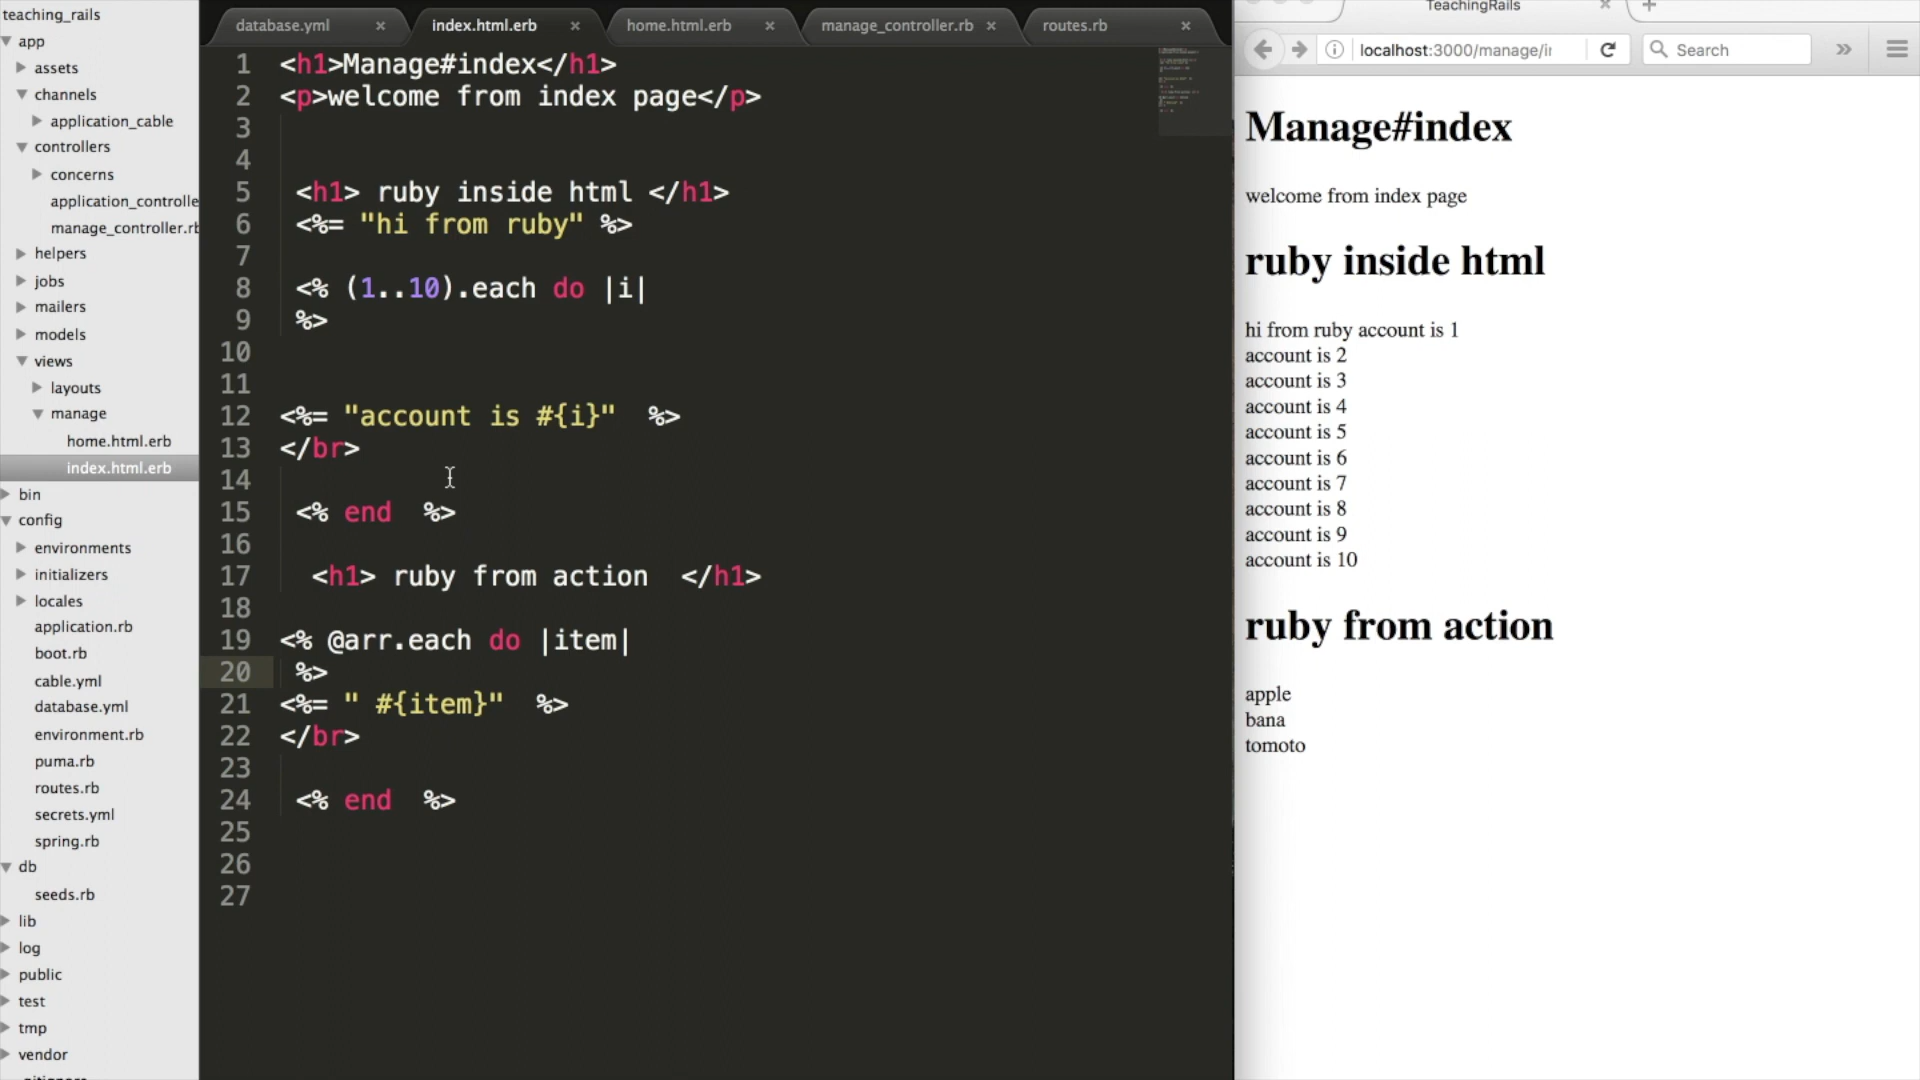 teaching_rails
app
assets
channels
application_cable
controllers
concerns
application_controlle
manage_controller.rb
helpers
jobs
mailers
models
views
layouts
manage
home.html.erb
index.html.erb
bin
config
environments
initializers
locales
application.rb
boot.rb
cable.yml
database.yml
environment.rb
puma.rb
routes.rb
secrets.yml
spring.rb
db
seeds.rb
lib
log
public
test
tmp
vendor
database.yml × index.html.erb × home.html.erb × manage_controller.rb × routes.rb ×
1 <h1>Manage#index</h1>
2 <p>welcome from index page</p>
3
4
5 <h1> ruby inside html </h1>
6 <%= "hi from ruby" %>
7
8 <% (1..10).each do |i|
9 %>
10
11
12 <%= "account is #{i}" %>
13 </br>
14
15 <% end %>
16
17 <h1> ruby from action </h1>
18
19 <% @arr.each do |item|
20 %>
21 <%= " #{item}" %>
22 </br>
23
24 <% end %>
25
26
27
TeachingRails × +
localhost:3000/manage/ir Search »
Manage#index
welcome from index page
ruby inside html
hi from ruby account is 1
account is 2
account is 3
account is 4
account is 5
account is 6
account is 7
account is 8
account is 9
account is 10
ruby from action
apple
bana
tomoto